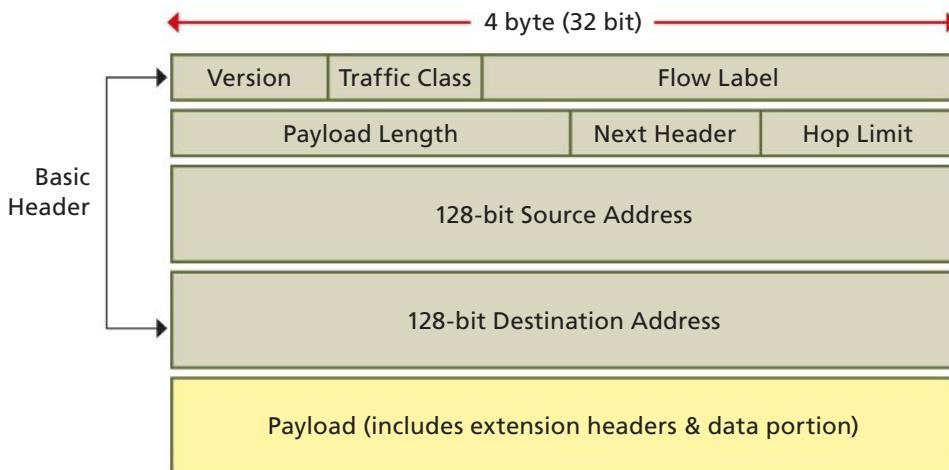 4 byte (32 bit)
Version Traffic Class Flow Label
Payload Length Next Header Hop Limit
Basic
Header
128-bit Source Address
128-bit Destination Address
Payload (includes extension headers & data portion)